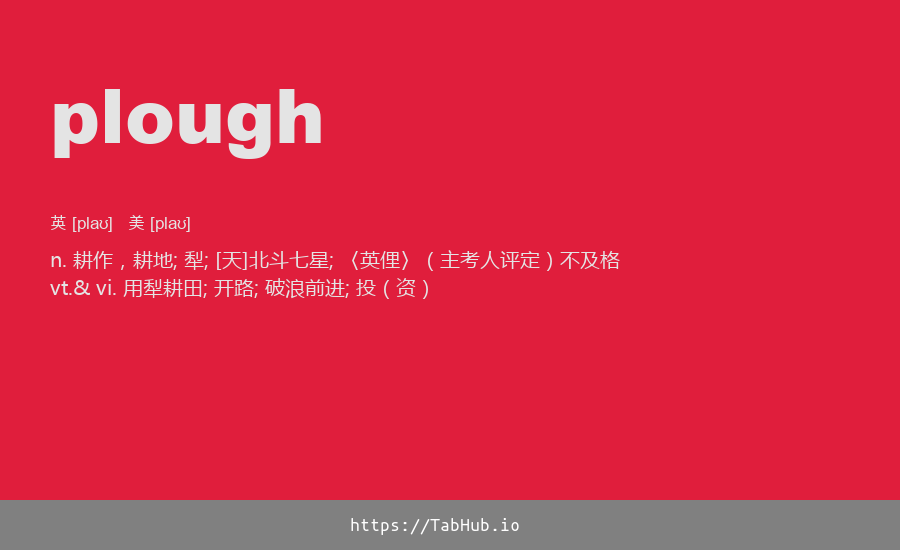 plough
英 [plaʊ] 美 [plaʊ]
n. 耕作，耕地; 犁; [天]北斗七星; 〈英俚〉（主考人评定）不及格
vt.& vi. 用犁耕田; 开路; 破浪前进; 投（资）
https://TabHub.io